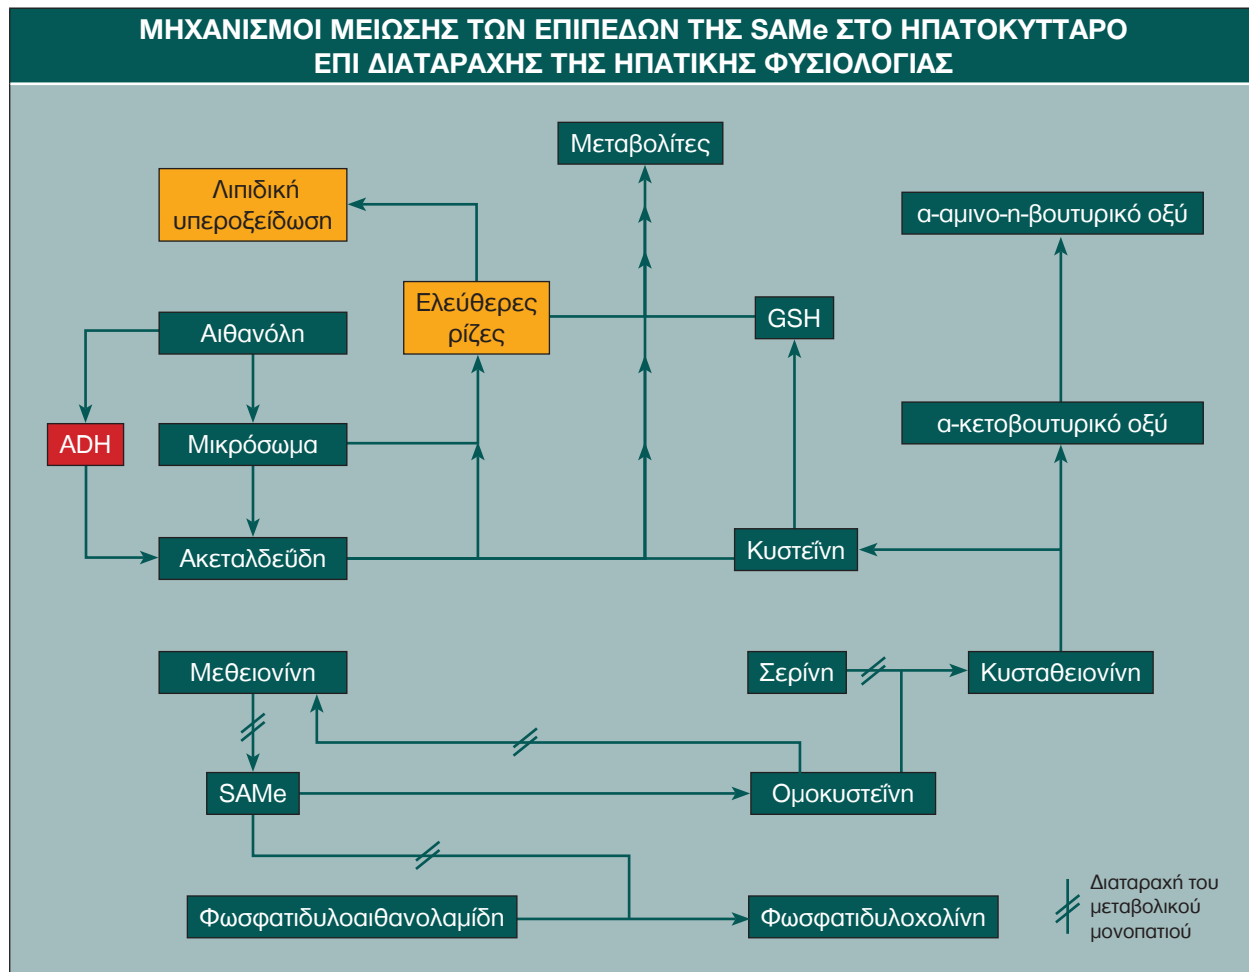 ΜΗΧΑΝΙΣΜΟΙ ΜΕΙΩΣΗΣ ΤΩΝ ΕΠΙΠΕΔΩΝ ΤΗΣ SAMe ΣΤΟ ΗΠΑΤΟΚΥΤΤΑΡΟ
ΕΠΙ ΔΙΑΤΑΡΑΧΗΣ ΤΗΣ ΗΠΑΤΙΚΗΣ ΦΥΣΙΟΛΟΓΙΑΣ
Μεταβολίτες
Λιπιδική
υπεροξείδωση
α-αμινο-η-βουτυρικό οξύ
Ελεύθερες
ρίζες
GSH
Αιθανόλη
ADH
Μικρόσωμα
α-κετοβουτυρικό οξύ
Ακεταλδεΰδη
Κυστεΐνη
Μεθειονίνη
Σερίνη
Κυσταθειονίνη
SAMe
Ομοκυστεΐνη
Φωσφατιδυλοαιθανολαμίδη
Φωσφατιδυλοχολίνη
Διαταραχή του
μεταβολικού
μονοπατιού